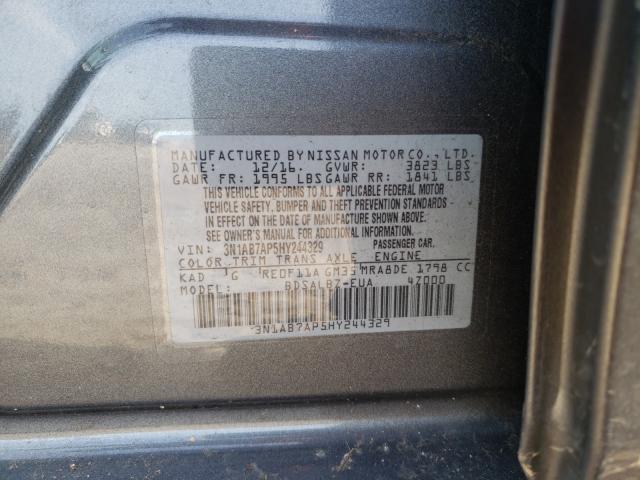 MANUFACTURED BY NISSAN MOTOR CO., LTD.
DATE: 12/16. GVWR: 3823 LBS
GAWR FR: 1995 LBS GAWR RR: 1841 LBS
THIS VEHICLE CONFORMS TO ALL APPLICABLE FEDERAL MOTOR
VEHICLE SAFETY, BUMPER AND THEFT PREVENTION STANDARDS
IN EFFECT ON THE DATE OF MANUFACTURE SHOWN ABOVE.
SEE OWNER'S MANUAL FOR ADDITIONAL INFORMATION.
VIN: 3N1AB7AP5HY244329 PASSENGER CAR.
COLOR TRIM TRANS AXLE ENGINE
KAD G RE0F11A GM35 MRA8DE 1798 CC
MODEL: BDSALBZ-EUA 4Z000
3N1AB7AP5HY244329